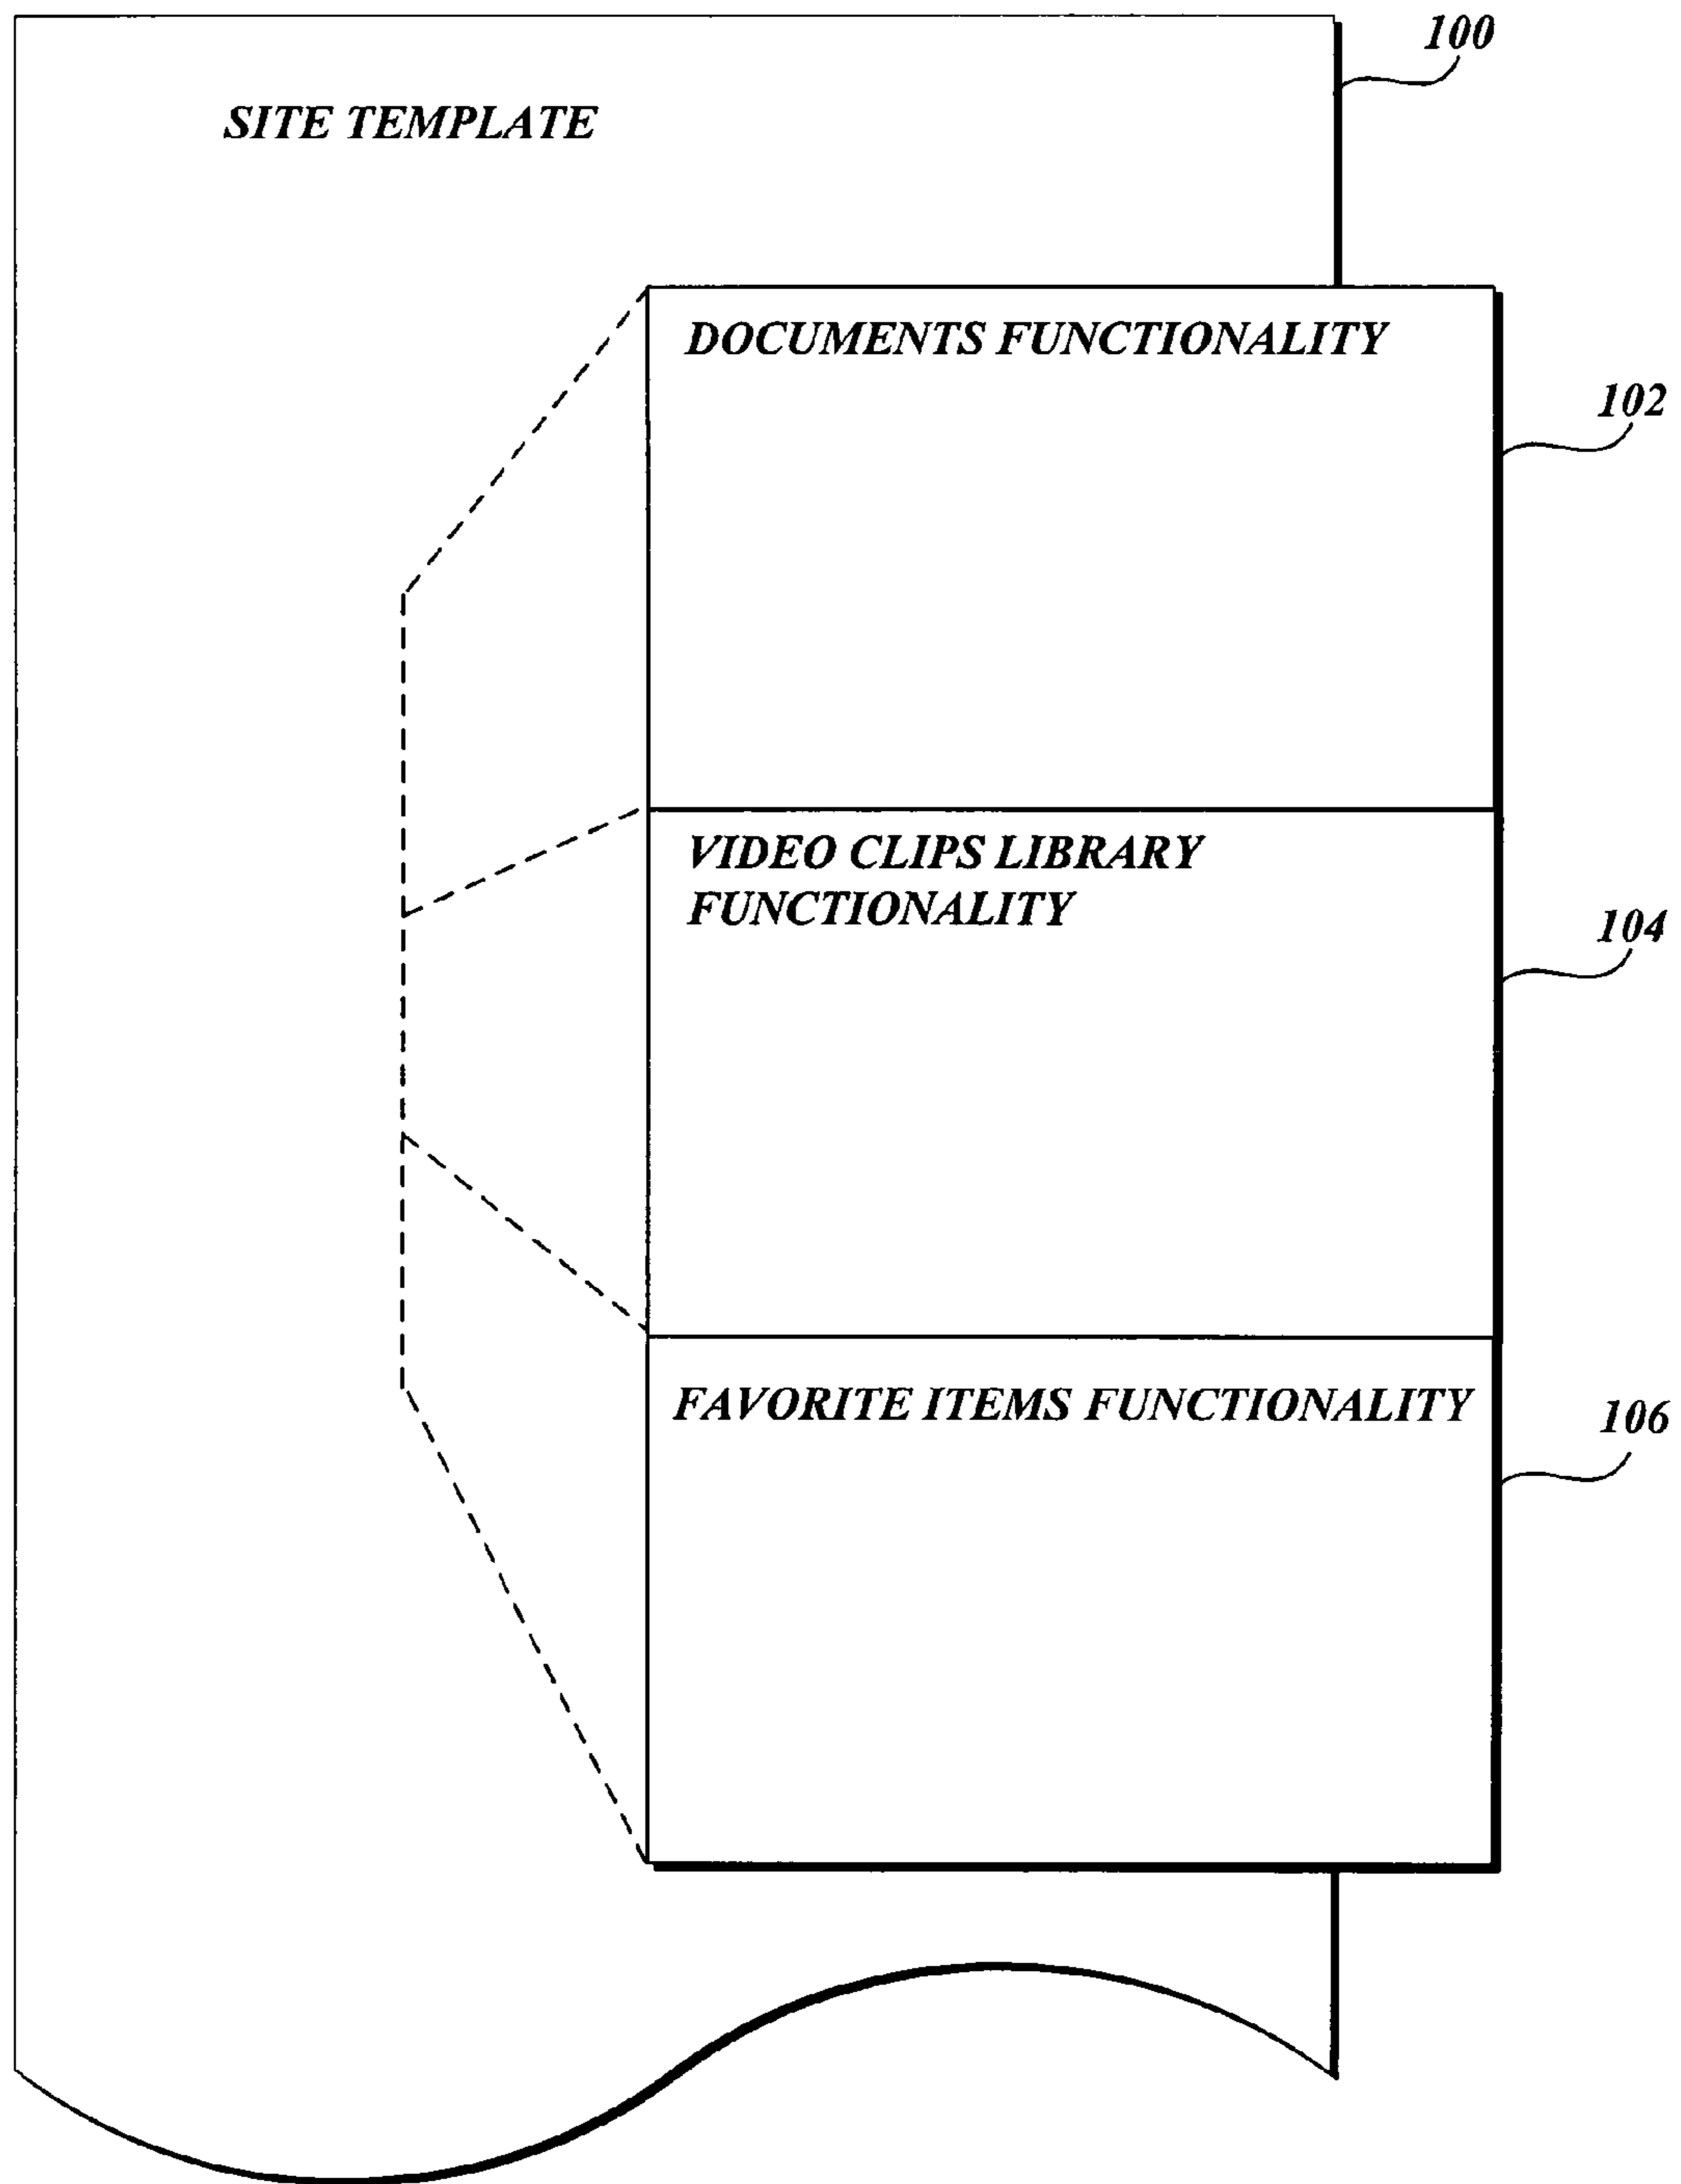 100
SITE TEMPLATE
DOCUMENTS FUNCTIONALITY
102
VIDEO CLIPS LIBRARY
FUNCTIONALITY
104
FAVORITE ITEMS FUNCTIONALITY
106